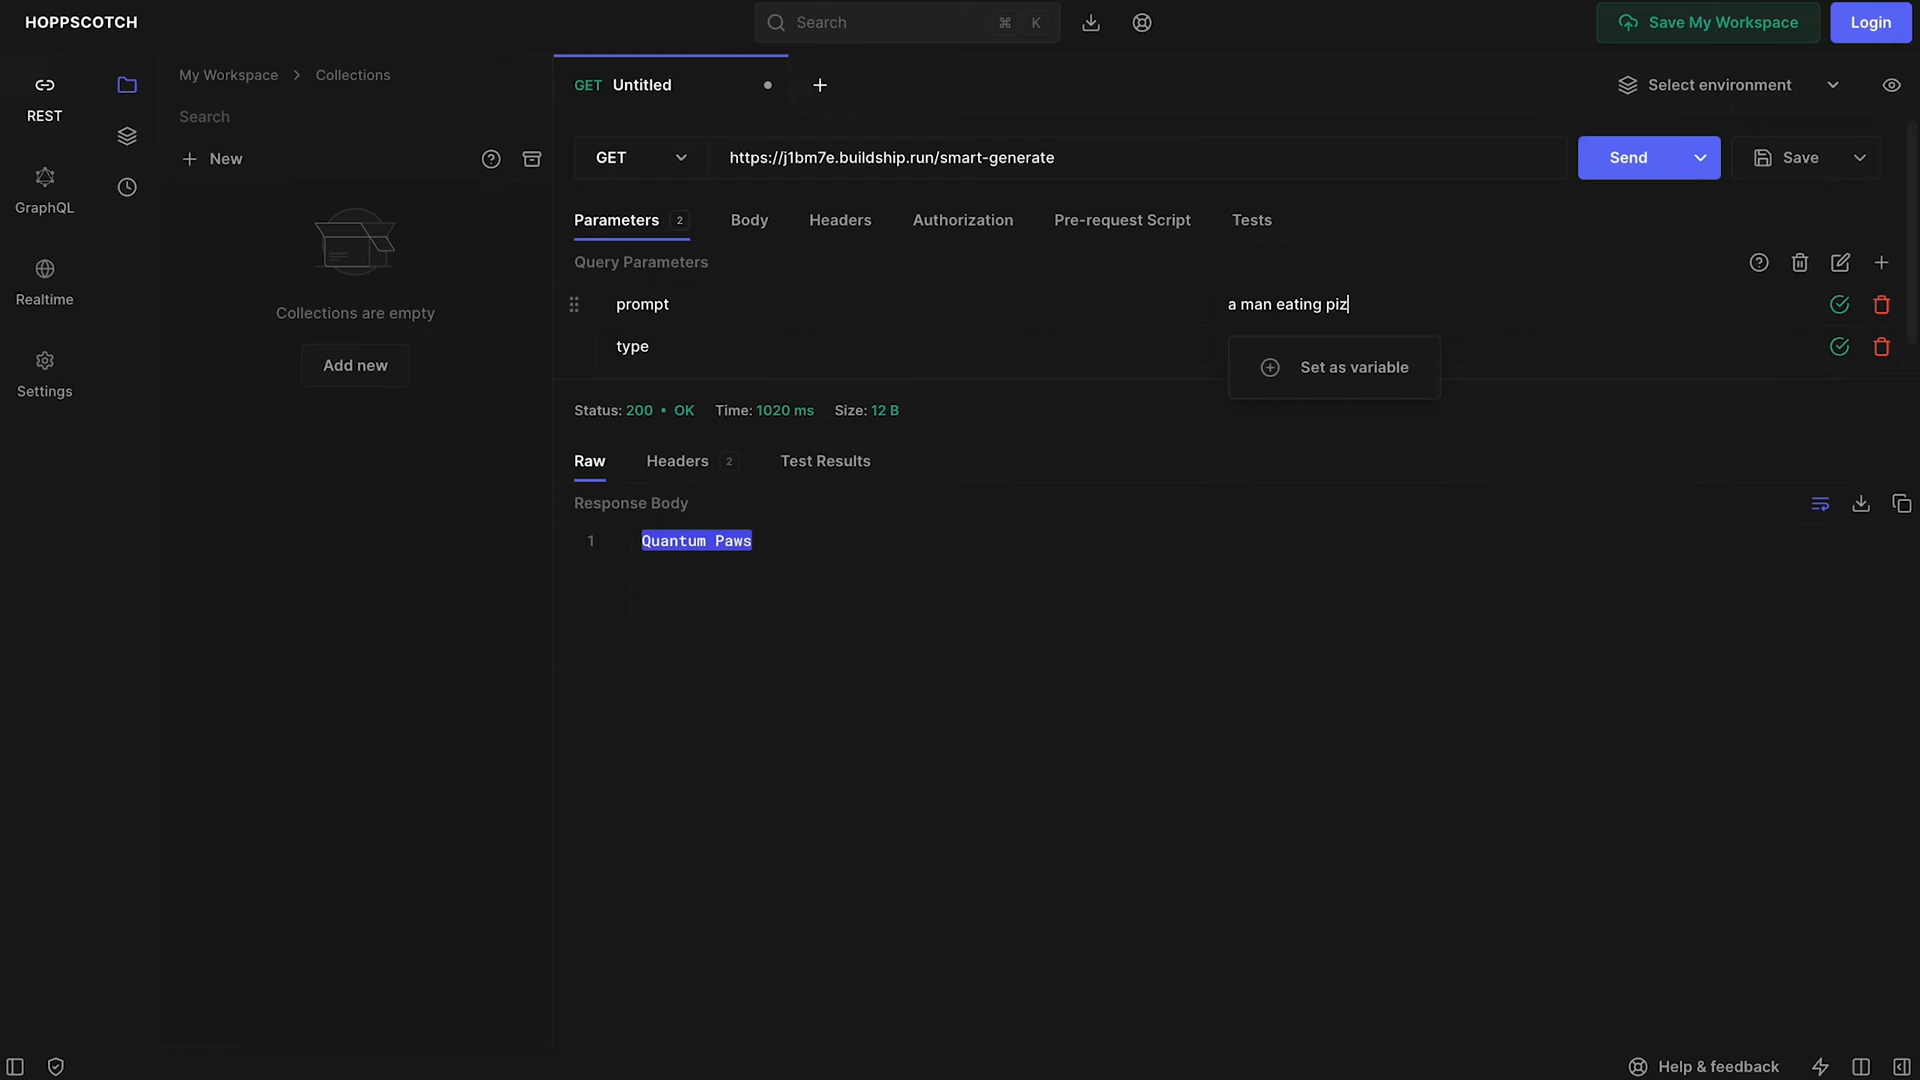 HOPPSCOTCH
Search ⌘ K
Save My Workspace
Login
REST
GraphQL
Realtime
Settings
My Workspace > Collections
Search
+ New
Collections are empty
Add new
GET Untitled
Select environment
GET https://j1bm7e.buildship.run/smart-generate
Send
Save
Parameters 2 Body Headers Authorization Pre-request Script Tests
Query Parameters
prompt a man eating piz
type
Set as variable
Status: 200 • OK Time: 1020 ms Size: 12 B
Raw Headers 2 Test Results
Response Body
1 Quantum Paws
Help & feedback